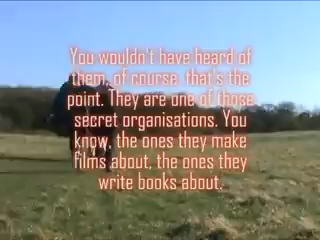 You wouldn't have heard of
them, of course, that's the
point. They are one of those
secret organisations. You
know, the ones they make
films about, the ones they
write books about.